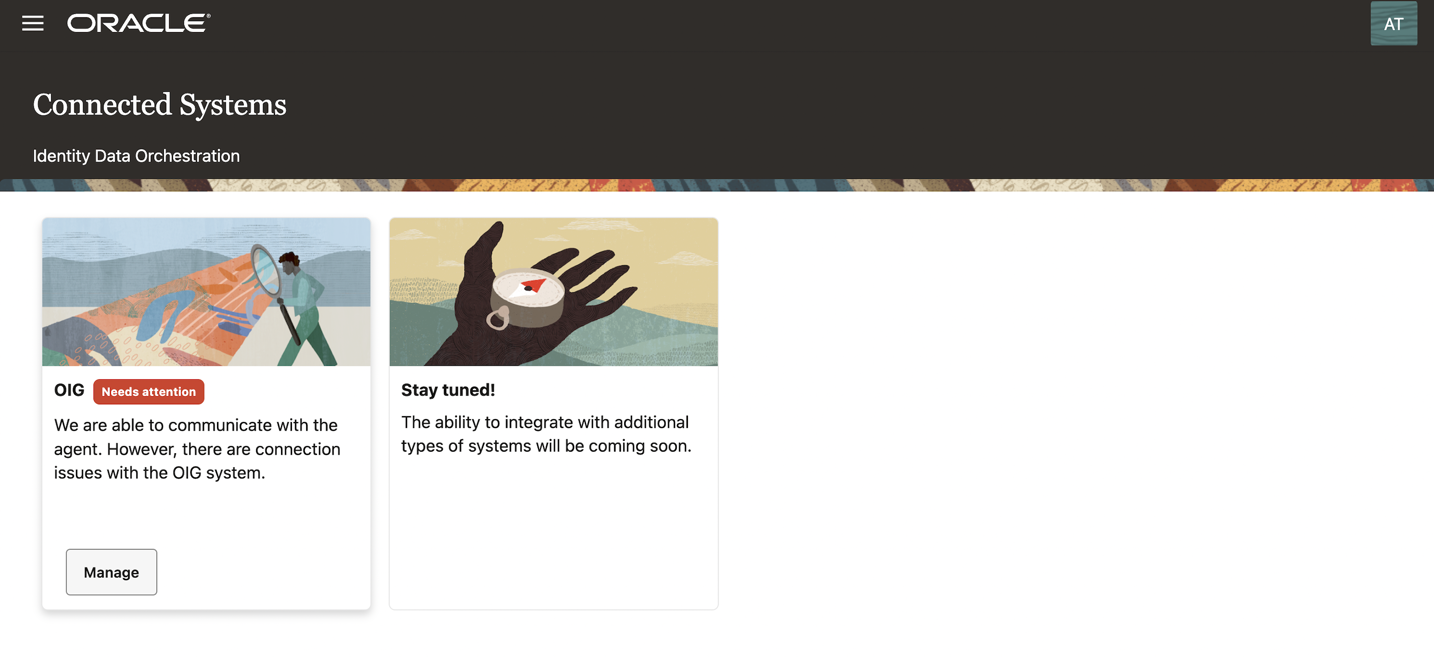 ORACLE®
AT
Connected Systems
Identity Data Orchestration
OIG Needs attention
We are able to communicate with the
agent. However, there are connection
issues with the OIG system.
Manage
Stay tuned!
The ability to integrate with additional
types of systems will be coming soon.